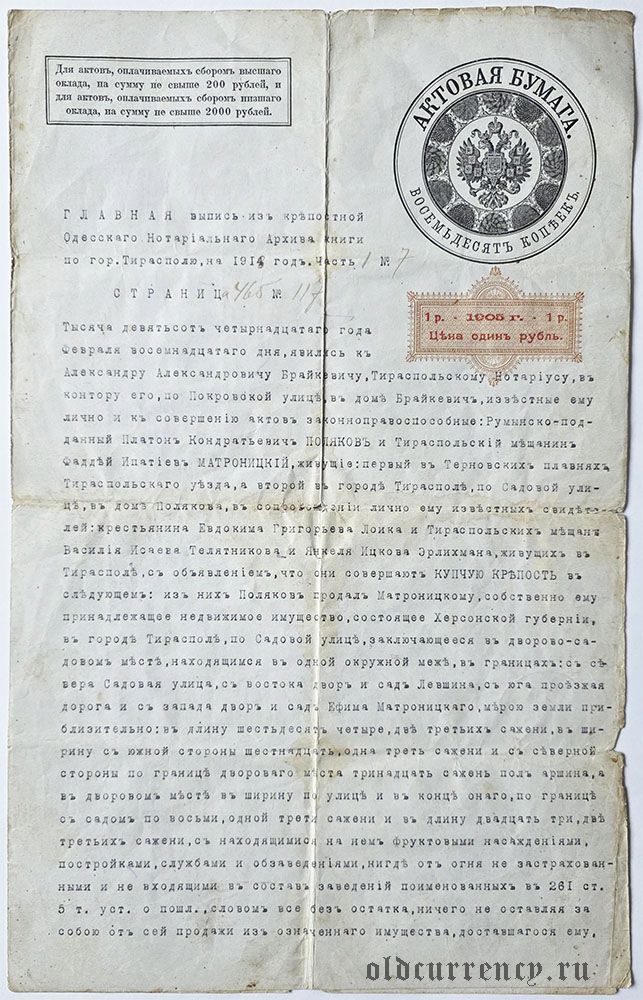 Для актовъ, оплачиваемыхъ сборомъ высшаго
оклада, на сумму не свыше 200 рублей, и
для актовъ, оплачиваемыхъ сборомъ низшаго
оклада, на сумму не свыше 2000 рублей.
АКТОВАЯ БУМАГА.
ВОСЕМЬДЕСЯТЪ КОПѢЕКЪ.
ГЛАВНАЯ выпись изъ крѣпостной
Одесскаго Нотаріальнаго Архива книги
по гор.Тирасполю,на 1914 годъ.Часть 1 № 7
СТРАНИЦа 466 № 117
1 р. - 1905 г. - 1 р.
Цѣна одинъ рубль.
Тысяча девятьсот четырнадцатаго года
Февраля восемнадцатаго дня,явились къ
Александру Александровичу Брайкевичу,Тираспольскому Нотаріусу,въ
контору его,по Покровской улицѣ,въ домѣ Брайкевичъ,извѣстные ему
лично и къ совершенію актовъ законноправоспособные:Румынско-под-
данный Платонъ Кондратьевичъ ПОЛЯКОВЪ и Тираспольскій мѣщанинъ
Фаддѣй Ипатіевъ МАТРОНИЦКІЙ,живущіе:первый въ Терновскихъ плавняхъ
Тираспольскаго уѣзда,а второй въ городѣ Тирасполѣ,по Садовой ули-
цѣ,въ домѣ Полякова,въ сопровожденіи лично ему извѣстныхъ свидѣте-
лей:крестьянина Евдокима Григорьева Лоика и Тираспольскихъ мѣщанъ
Василія Исаева Телятникова и Янкеля Ицкова Эрлихмана,живущихъ въ
Тирасполѣ,съ объявленіемъ,что они совершаютъ КУПЧУЮ КРѢПОСТЬ въ
слѣдующемъ: изъ нихъ Поляковъ продалъ Матроницкому,собственно ему
принадлежащее недвижимое имущество,состоящее Херсонской губерніи,
въ городѣ Тирасполѣ,по Садовой улицѣ,заключающееся въ дворово-са-
довомъ мѣстѣ,находящимся въ одной окружной межѣ,въ границахъ:съ сѣ-
вера Садовая улица,съ востока дворъ и садъ Левшина,съ юга проѣзжая
дорога и съ запада дворъ и садъ Ефима Матроницкаго,мѣрою земли при-
близительно:въ длину шестьдесятъ четыре,двѣ третьихъ сажени,въ ши-
рину съ южной стороны шестнадцать,одна треть сажени и съ сѣверной
стороны по границѣ двороваго мѣста тринадцать сажень полъ аршина,а
въ дворовомъ мѣстѣ въ ширину по улицѣ и въ концѣ онаго,по границѣ
съ садомъ по восьми,одной трети сажени и въ длину двадцать три,двѣ
третьихъ сажени,съ находящимися на немъ фруктовыми насажденіями,
постройками,службами и обзаведеніями,нигдѣ отъ огня не застрахован-
ными и не входящими въ составъ заведеній поименованныхъ въ 261 ст.
5 т. уст. о пошл.,словомъ все безъ остатка,ничего не оставляя за
собою отъ сей продажи изъ означеннаго имущества,доставшагося ему,
oldcurrency.ru